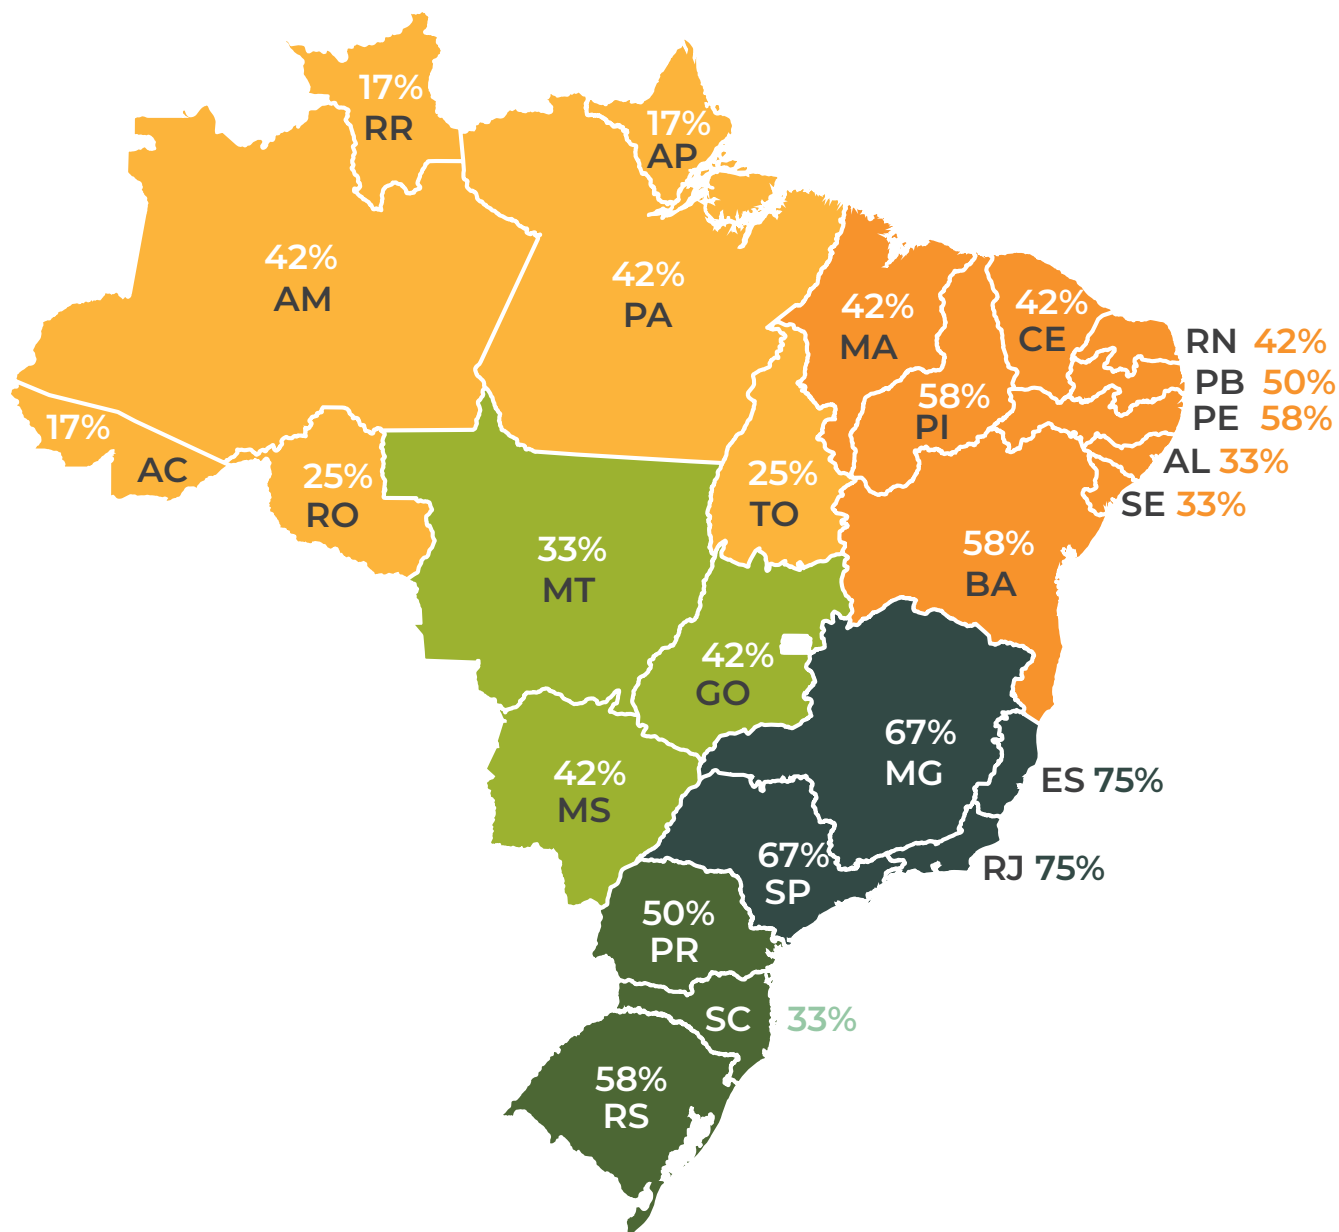 17%
RR
17%
AP
42%
AM
42%
PA
42%
MA
42%
CE
RN 42%
PB 50%
PE 58%
58%
PI
17%
AC
25%
RO
25%
TO
AL 33%
SE 33%
33%
MT
58%
BA
42%
GO
67%
MG
42%
MS
ES 75%
67%
SP
RJ 75%
50%
PR
SC 33%
58%
RS